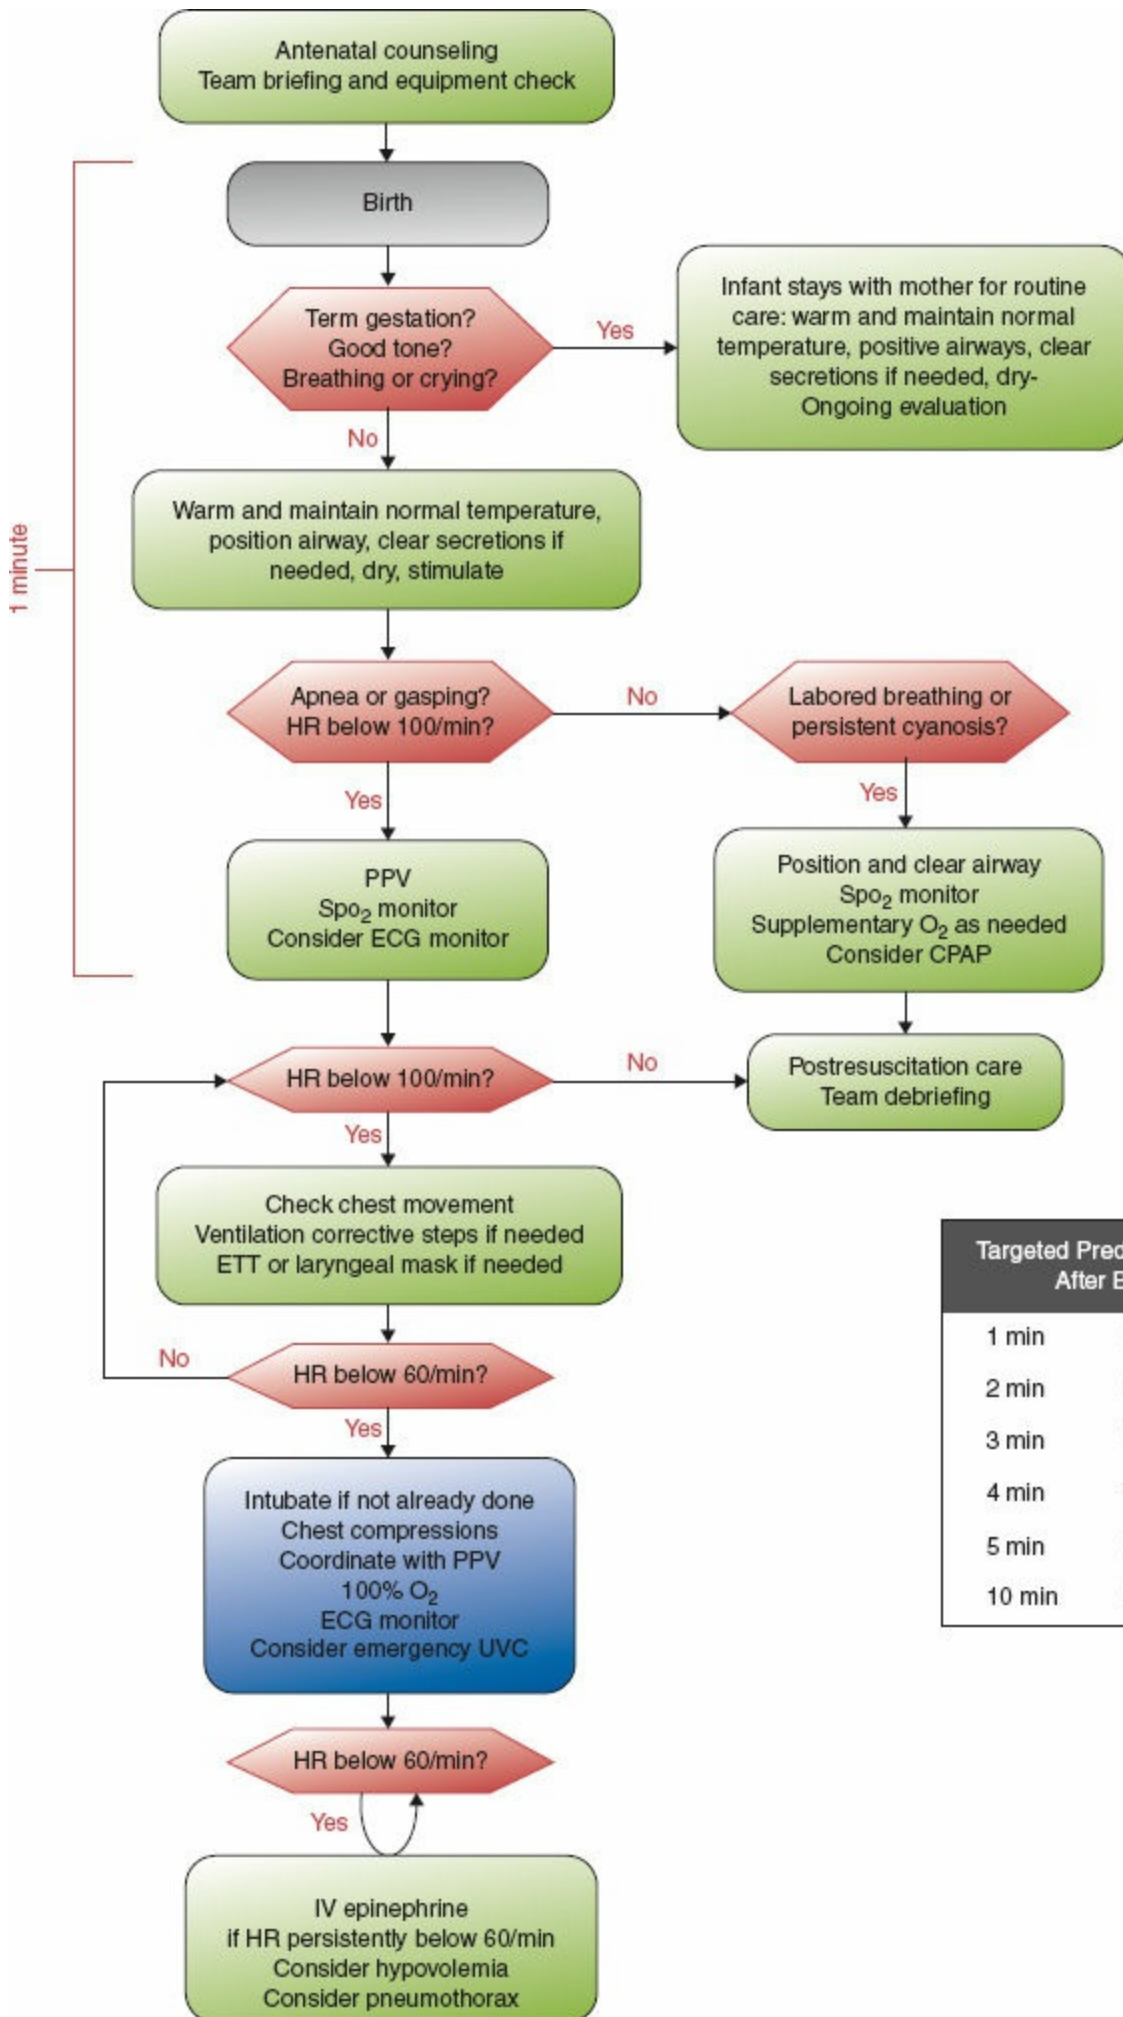 Antenatal counseling
Team briefing and equipment check
Birth
Term gestation?
Good tone?
Breathing or crying?
Yes
Infant stays with mother for routine
care: warm and maintain normal
temperature, positive airways, clear
secretions if needed, dry-
Ongoing evaluation
No
Warm and maintain normal temperature,
position airway, clear secretions if
needed, dry, stimulate
1 minute
Apnea or gasping?
HR below 100/min?
No
Labored breathing or
persistent cyanosis?
Yes
Yes
PPV
Spo₂ monitor
Consider ECG monitor
Position and clear airway
Spo₂ monitor
Supplementary O₂ as needed
Consider CPAP
HR below 100/min?
No
Postresuscitation care
Team debriefing
Yes
Check chest movement
Ventilation corrective steps if needed
ETT or laryngeal mask if needed
Targeted
After
1 min
2 min
3 min
4 min
5 min
10 min
No
HR below 60/min?
Yes
Intubate if not already done
Chest compressions
Coordinate with PPV
100% O₂
ECG monitor
Consider emergency UVC
HR below 60/min?
Yes
IV epinephrine
if HR persistently below 60/min
Consider hypovolemia
Consider pneumothorax